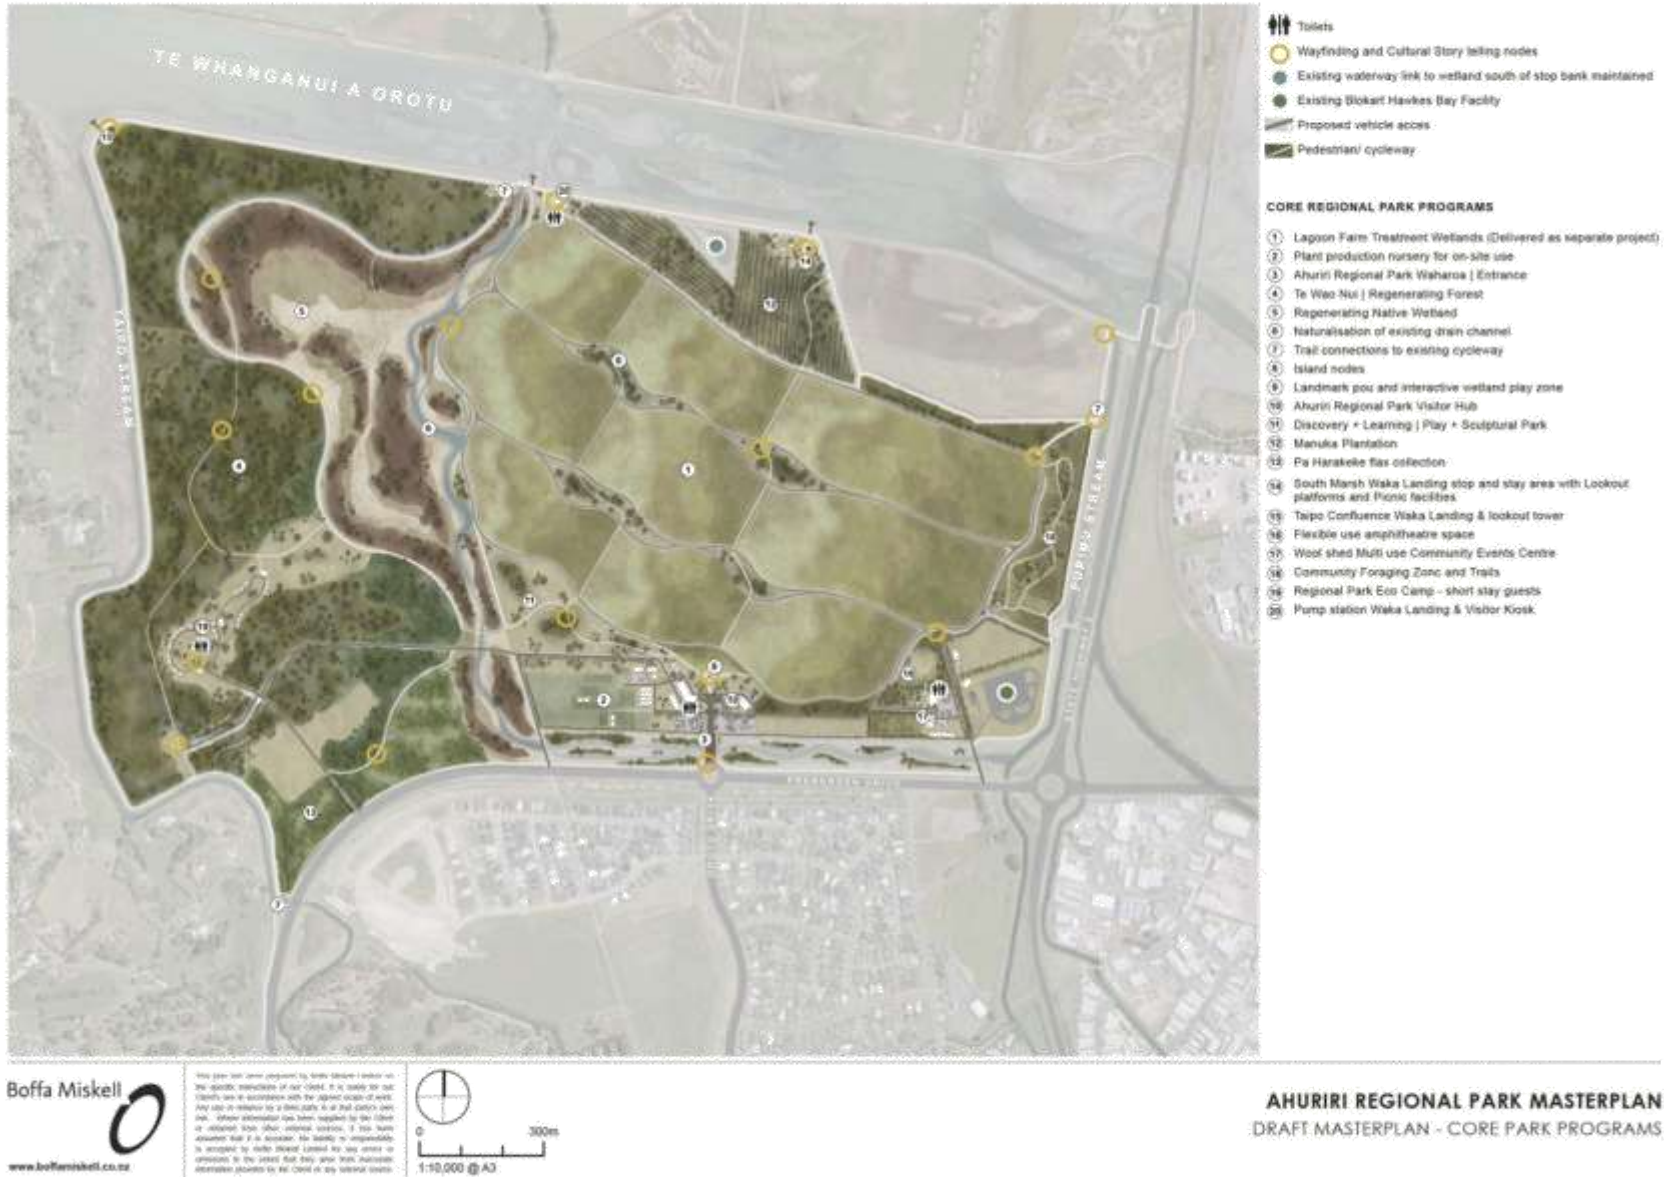 Toilets
Wayfinding and Cultural Story telling nodes
Existing waterway link to wetland south of stop bank maintained
Existing Blokart Hawkes Bay Facility
Proposed vehicle acces
Pedestrian/ cycleway
CORE REGIONAL PARK PROGRAMS
1 Lagoon Farm Treatment Wetlands (Delivered as separate project)
2 Plant production nursery for on-site use
3 Ahuriri Regional Park Waharoa | Entrance
4 Te Wao Nui | Regenerating Forest
5 Regenerating Native Wetland
6 Naturalisation of existing drain channel
7 Trail connections to existing cycleway
8 Island nodes
9 Landmark pou and interactive wetland play zone
10 Ahuriri Regional Park Visitor Hub
11 Discovery + Learning | Play + Sculptural Park
12 Manuka Plantation
13 Pa Harakeke flax collection
14 South Marsh Waka Landing stop and stay area with Lookout
platforms and Picnic facilities
15 Taipo Confluence Waka Landing & lookout tower
16 Flexible use amphitheatre space
17 Wool shed Multi use Community Events Centre
18 Community Foraging Zone and Trails
19 Regional Park Eco Camp - short stay guests
20 Pump station Waka Landing & Visitor Kiosk
TE WHANGANUI A OROTU
TAIPO STREAM
PURIMU STREAM
Boffa Miskell
www.boffamiskell.co.nz
0 300m
1:10,000 @ A3
AHURIRI REGIONAL PARK MASTERPLAN
DRAFT MASTERPLAN - CORE PARK PROGRAMS